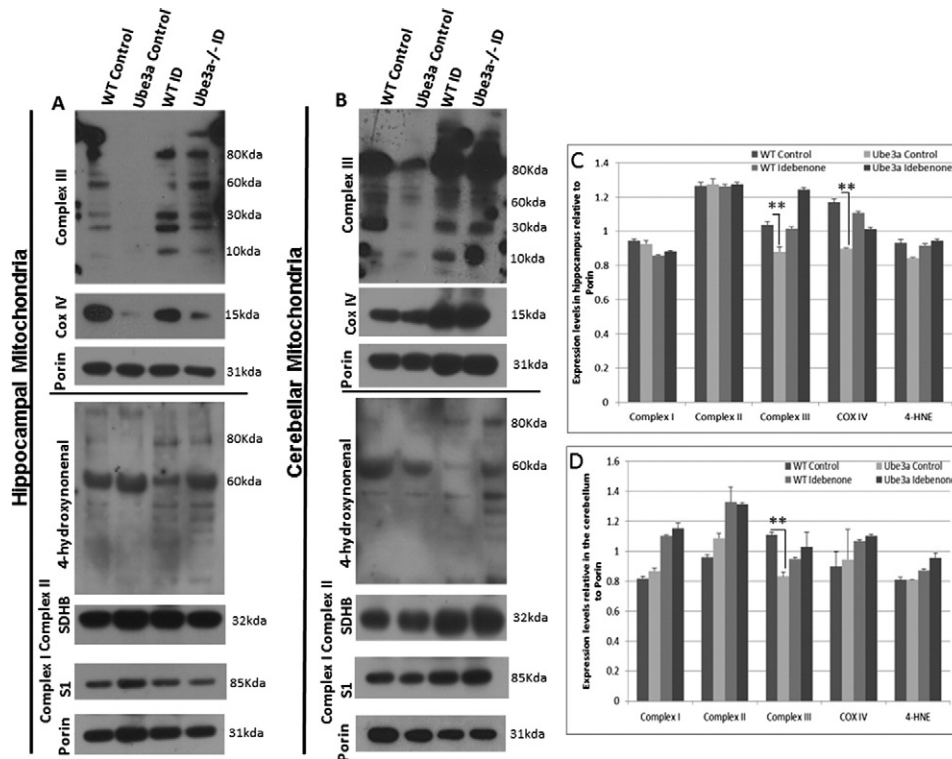 A
WT Control
Ube3a Control
WT ID
Ube3a-/- ID
Hippocampal Mitochondria
Complex III
80Kda
60kda
30Kda
10kda
Cox IV
15kda
Porin
31kda
4-hydroxynonenal
80Kda
60kda
Complex II
SDHB
32kda
Complex I
S1
85Kda
Porin
31kda
B
WT Control
Ube3a Control
WT ID
Ube3a-/- ID
Cerebellar Mitochondria
Complex III
80Kda
60kda
30Kda
10kda
Cox IV
15kda
Porin
31kda
4-hydroxynonenal
80Kda
60kda
Complex II
SDHB
32kda
Complex I
S1
85Kda
Porin
31kda
C
WT Control
Ube3a Control
WT Idebenone
Ube3a Idebenone
Expression levels in hippocampus relative to
Porin
1.4
1.2
1
0.8
0.6
0.4
0.2
0
**
**
Complex I
Complex II
Complex III
COX IV
4-HNE
D
WT Control
Ube3a Control
WT Idebenone
Ube3a Idebenone
Expression levels relative in the cerebellum
to Porin
1.6
1.4
1.2
1
0.8
0.6
0.4
0.2
0
**
Complex I
Complex II
Complex III
COX IV
4-HNE